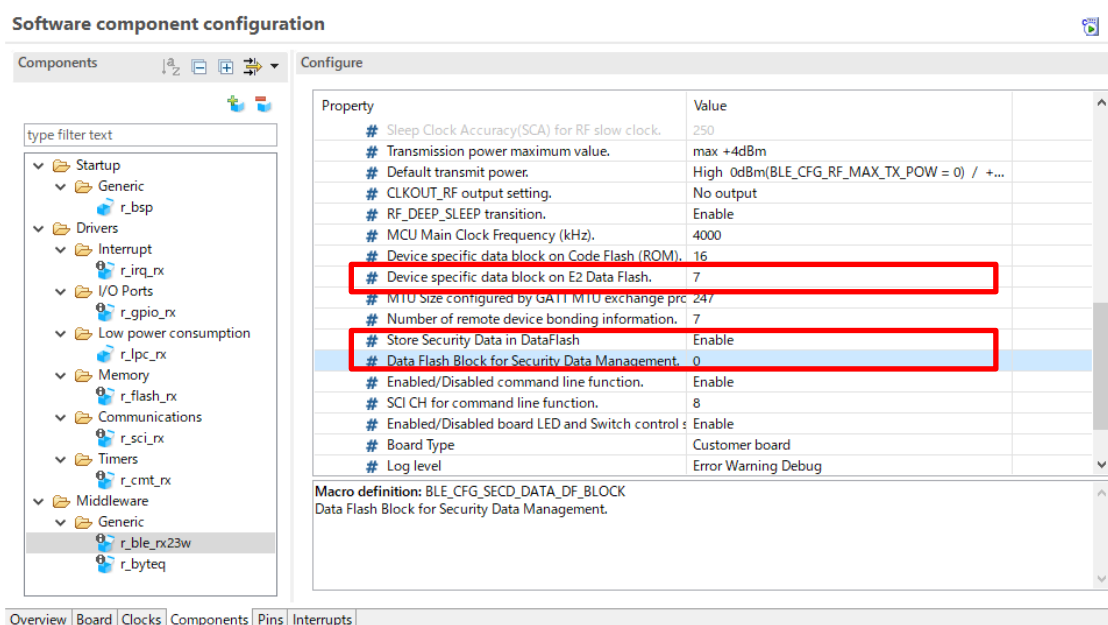 Software component configuration
Components
Configure
type filter text
Startup
Generic
r_bsp
Drivers
Interrupt
r_irq_rx
I/O Ports
r_gpio_rx
Low power consumption
r_lpc_rx
Memory
r_flash_rx
Communications
r_sci_rx
Timers
r_cmt_rx
Middleware
Generic
r_ble_rx23w
r_byteq
Property Value
# Sleep Clock Accuracy(SCA) for RF slow clock. 250
# Transmission power maximum value. max +4dBm
# Default transmit power. High 0dBm(BLE_CFG_RF_MAX_TX_POW = 0) / +...
# CLKOUT_RF output setting. No output
# RF_DEEP_SLEEP transition. Enable
# MCU Main Clock Frequency (kHz). 4000
# Device specific data block on Code Flash (ROM). 16
# Device specific data block on E2 Data Flash. 7
# MTU Size configured by GATT MTU exchange prc 247
# Number of remote device bonding information. 7
# Store Security Data in DataFlash Enable
# Data Flash Block for Security Data Management. 0
# Enabled/Disabled command line function. Enable
# SCI CH for command line function. 8
# Enabled/Disabled board LED and Switch control s Enable
# Board Type Customer board
# Log level Error Warning Debug
Macro definition: BLE_CFG_SECD_DATA_DF_BLOCK
Data Flash Block for Security Data Management.
Overview Board Clocks Components Pins Interrupts